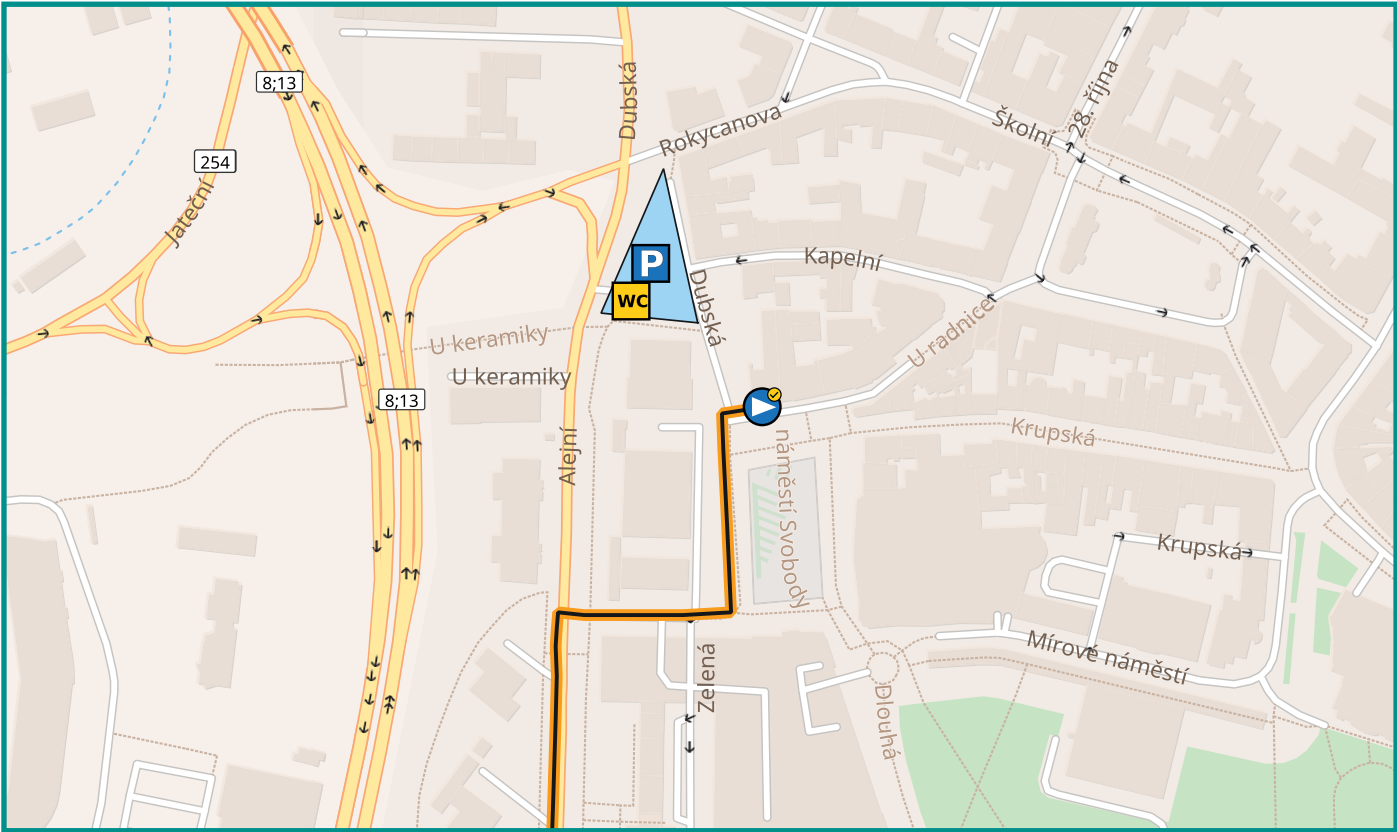 8;13
Dubská
Rokycanova
Školní
28. října
254
Jateční
P
WC
Kapelní
Dubská
U radnice
U keramiky
U keramiky
8;13
Alejní
náměstí Svobody
Krupská
Krupská
Mírové náměstí
Zelená
Dlouhá